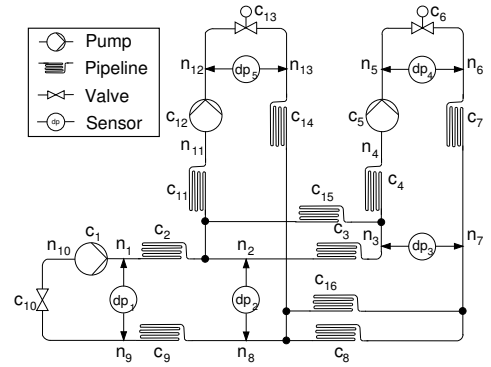 Pump
Pipeline
Valve
dp Sensor
c13
c6
n12
dp5
n13
n5
dp4
n6
c12
c14
c5
c7
n11
n4
c11
c15
c4
c1
c2
n10
n1
n2
c3
n3
dp3
n7
c10
dp1
dp2
c16
n9
c9
n8
c8